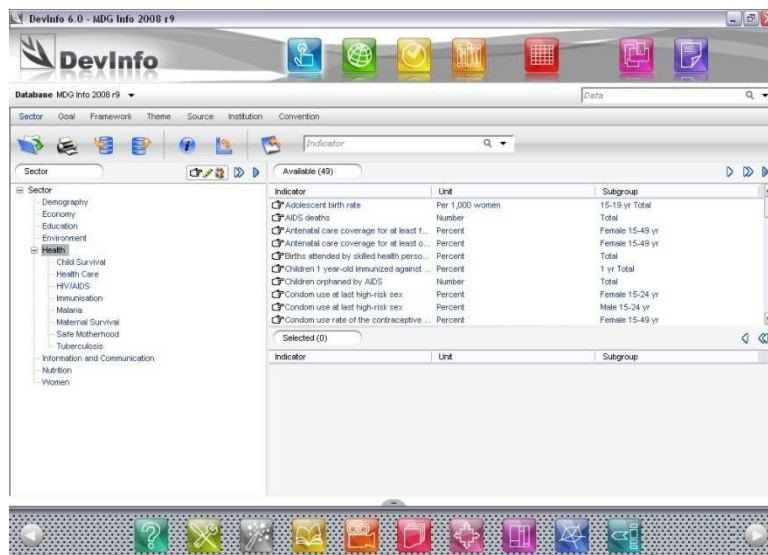 DevInfo 6.0 - MDG Info 2008 r9
DevInfo
Database MDG Info 2008 r9
Data
Sector Goal Framework Theme Source Institution Convention
Indicator
Sector
Available (49)
Sector
Demography
Economy
Education
Environment
Health
Child Survival
Health Care
HIV/AIDS
Immunisation
Malaria
Maternal Survival
Safe Motherhood
Tuberculosis
Information and Communication
Nutrition
Women
Indicator Unit Subgroup
Adolescent birth rate Per 1,000 women 15-19 yr Total
AIDS deaths Number Total
Antenatal care coverage for at least f... Percent Female 15-49 yr
Antenatal care coverage for at least o... Percent Female 15-49 yr
Births attended by skilled health perso... Percent Total
Children 1 year-old immunized against ... Percent 1 yr Total
Children orphaned by AIDS Number Total
Condom use at last high-risk sex Percent Female 15-24 yr
Condom use at last high-risk sex Percent Male 15-24 yr
Condom use rate of the contraceptive ... Percent Female 15-49 yr
Selected (0)
Indicator Unit Subgroup